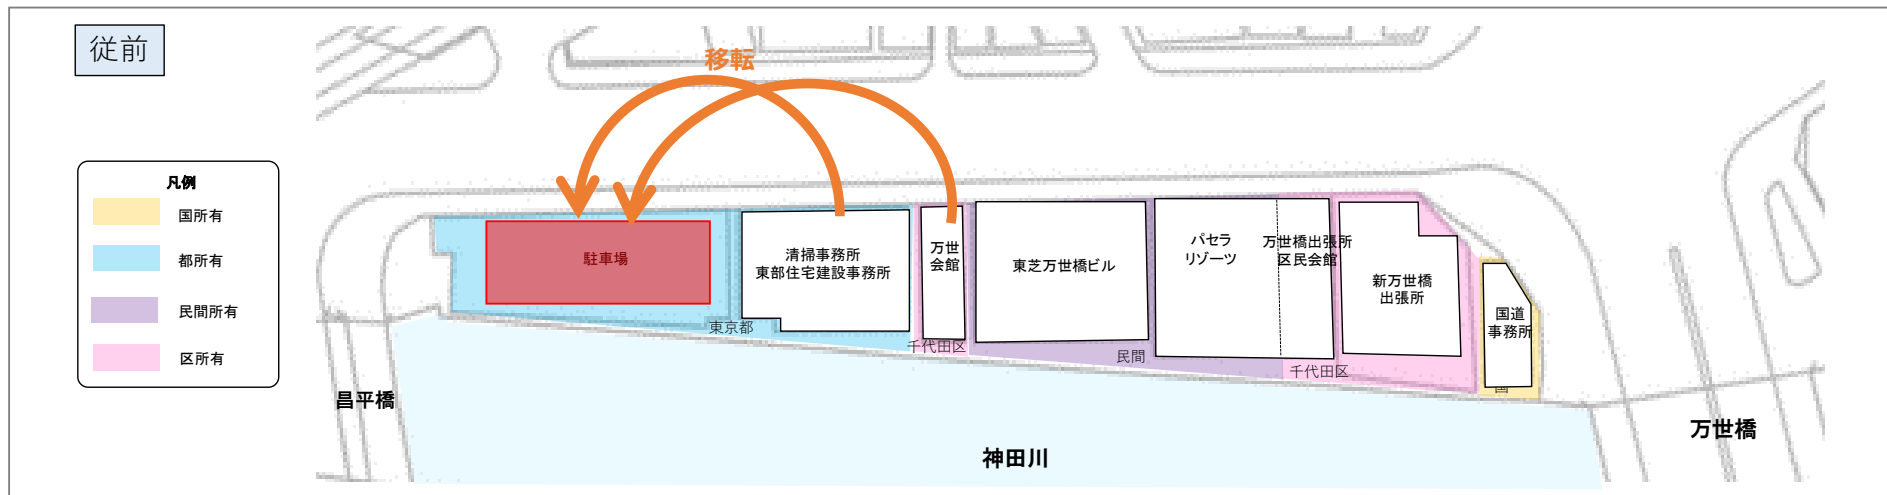 従前
移転
凡例
国所有
都所有
民間所有
区所有
駐車場
清掃事務所
東部住宅建設事務所
万世
会館
東芝万世橋ビル
パセラ
リゾーツ
万世橋出張所
区民会館
新万世橋
出張所
国道
事務所
東京都
千代田区
民間
千代田区
国
昌平橋
神田川
万世橋